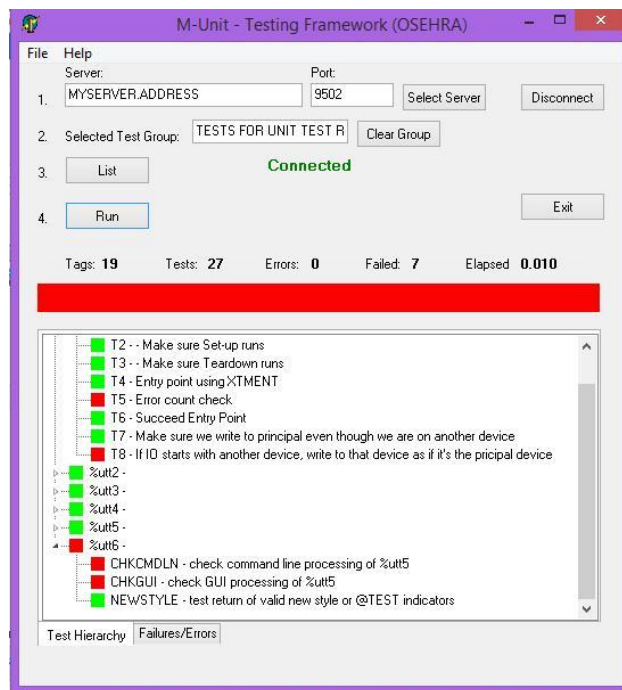 M-Unit - Testing Framework (OSEHRA)
File Help
Server: Port:
1. MYSERVER.ADDRESS 9502 Select Server Disconnect
2. Selected Test Group: TESTS FOR UNIT TEST R Clear Group
3. List Connected
Exit
4. Run
Tags: 19 Tests: 27 Errors: 0 Failed: 7 Elapsed 0.010
T2 - - Make sure Set-up runs
T3 - - Make sure Teardown runs
T4 - Entry point using XTMENT
T5 - Error count check
T6 - Succeed Entry Point
T7 - Make sure we write to principal even though we are on another device
T8 - If IO starts with another device, write to that device as if it's the pricipal device
%utt2 -
%utt3 -
%utt4 -
%utt5 -
%utt6 -
CHKCMDLN - check command line processing of %utt5
CHKGUI - check GUI processing of %utt5
NEWSTYLE - test return of valid new style or @TEST indicators
Test Hierarchy Failures/Errors